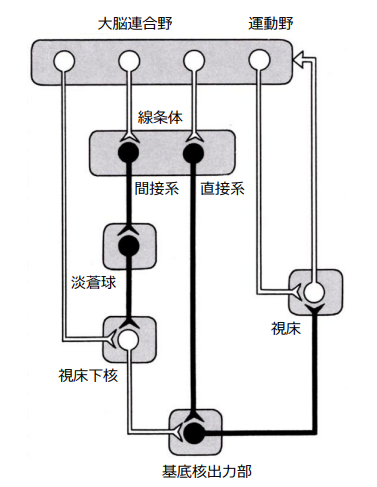 大脳連合野
運動野
線条体
間接系
直接系
淡蒼球
視床
視床下核
基底核出力部